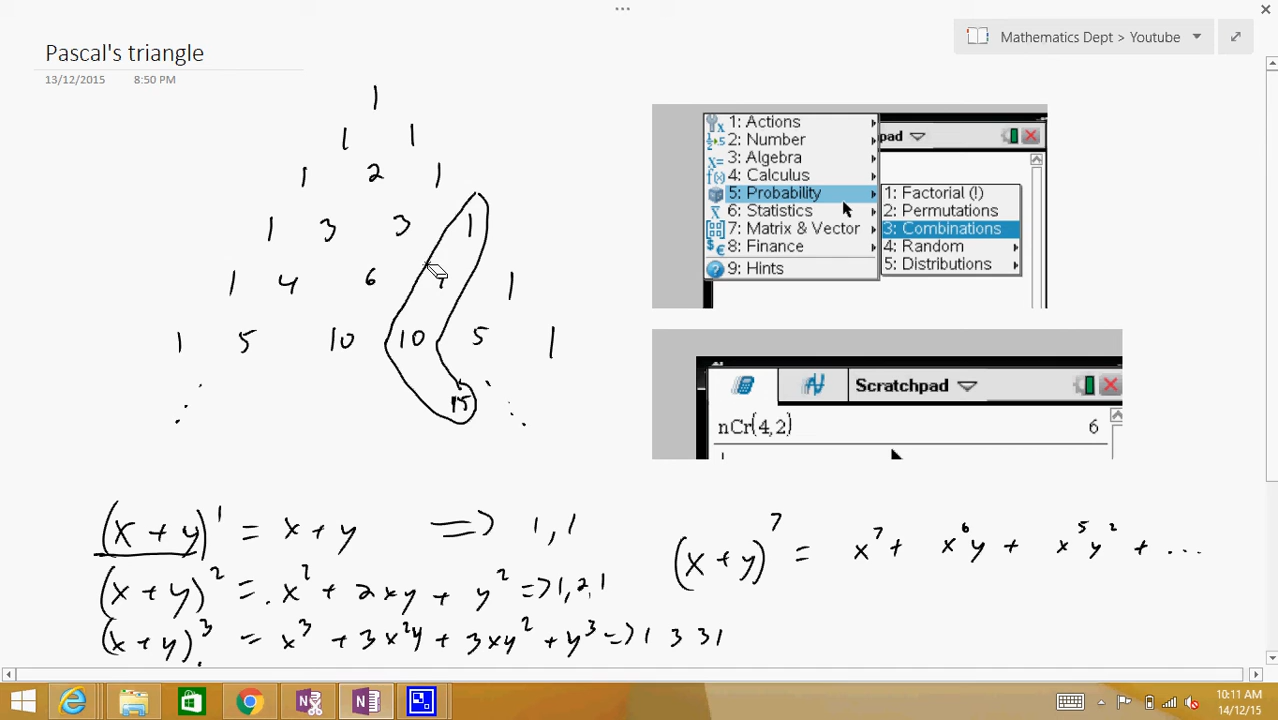 Mathematics Dept > Youtube
Pascal's triangle
13/12/2015 8:50 PM
1
1 1
1 2 1
1 3 3 1
1 4 6 1
1 5 10 10 5 1
15
1: Actions
2: Number
3: Algebra
4: Calculus
5: Probability
6: Statistics
7: Matrix & Vector
8: Finance
9: Hints
pad
1: Factorial (!)
2: Permutations
3: Combinations
4: Random
5: Distributions
Scratchpad
nCr(4,2) 6
(x + y)¹ = x + y => 1, 1
(x + y)² = x² + 2xy + y² => 1, 2, 1
(x + y)³ = x³ + 3x²y + 3xy² + y³ => 1 3 3 1
(x + y)⁷ = x⁷ + x⁶y + x⁵y² + ...
10:11 AM
14/12/15